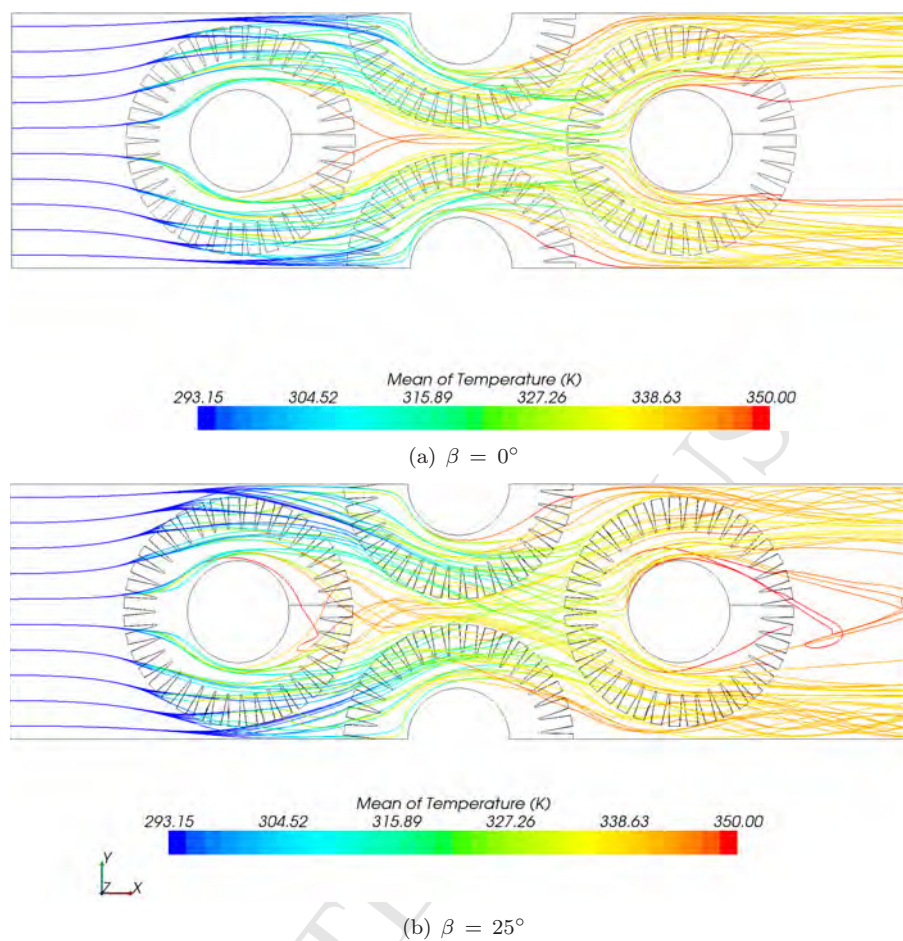 Mean of Temperature (K)
293.15 304.52 315.89 327.26 338.63 350.00
(a) β = 0°
Mean of Temperature (K)
293.15 304.52 315.89 327.26 338.63 350.00
Y
Z X
(b) β = 25°